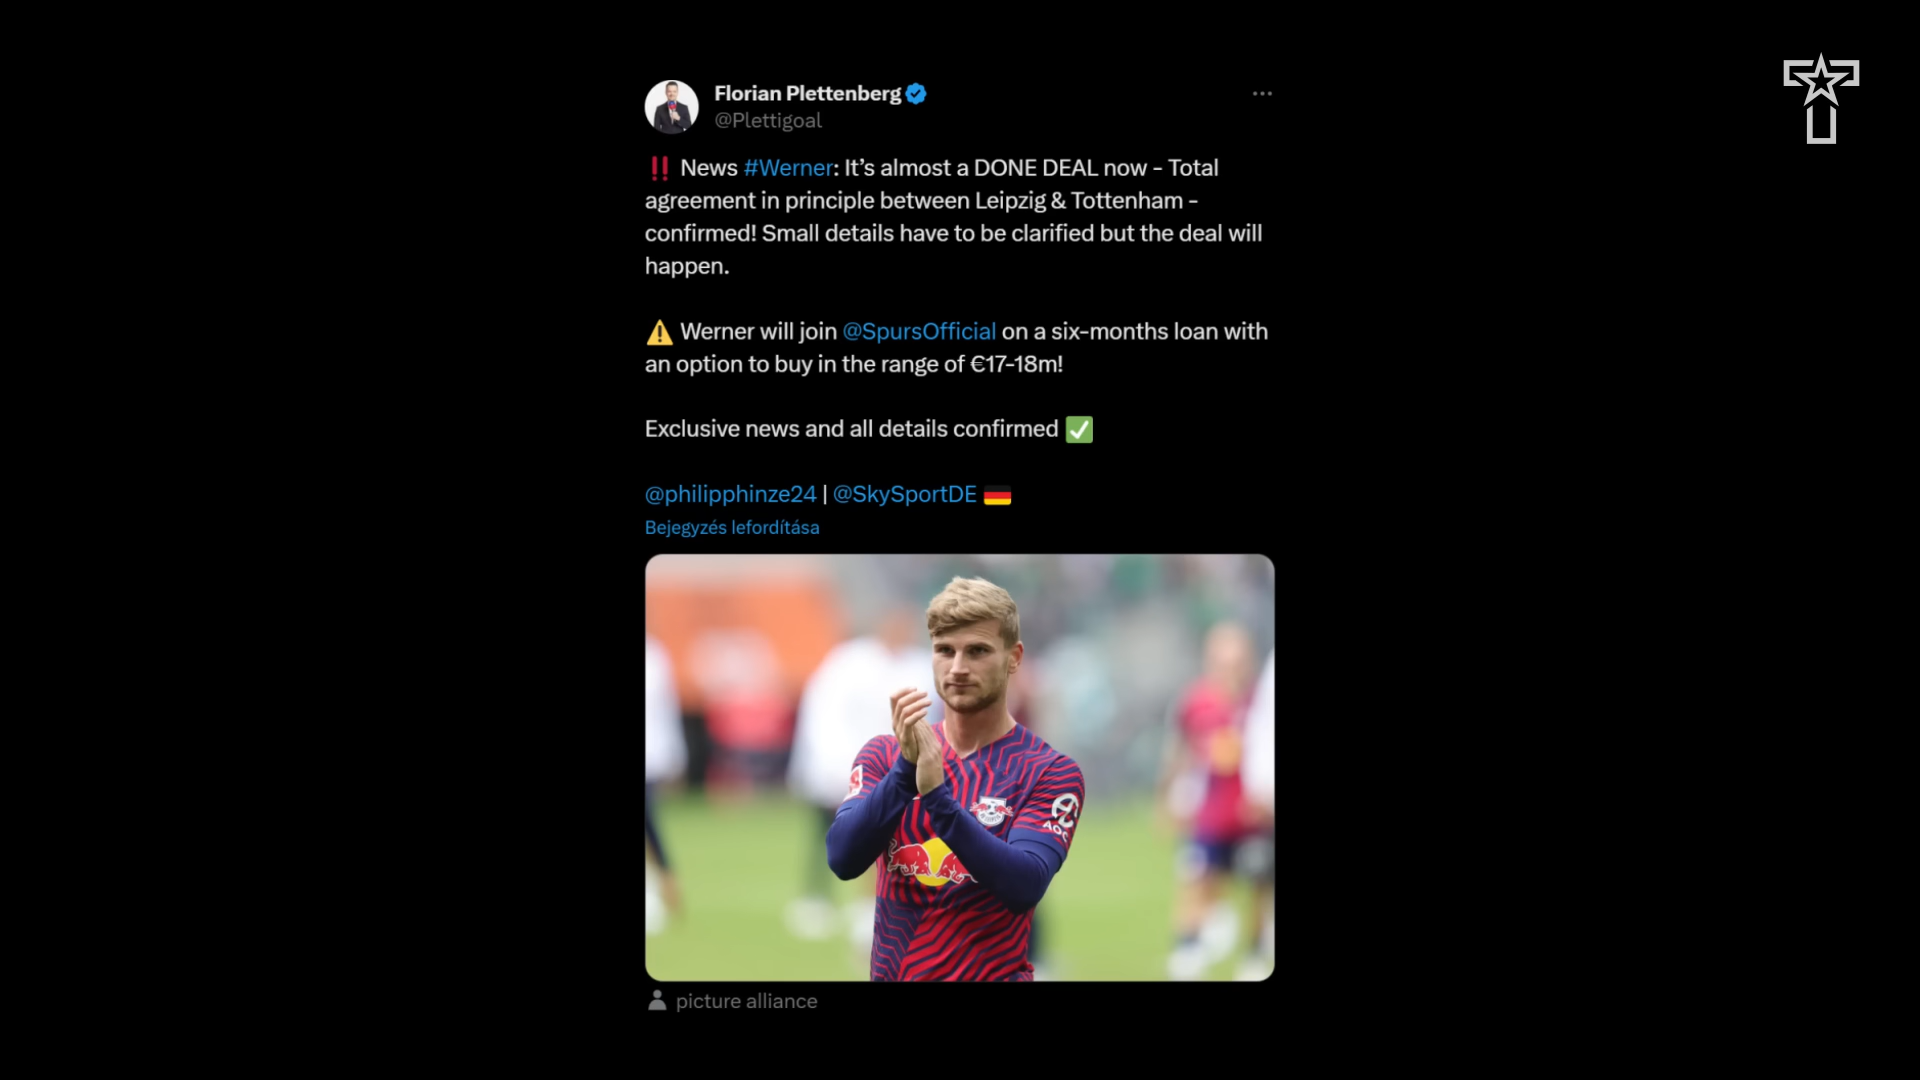 Florian Plettenberg
@Plettigoal
‼️ News #Werner: It’s almost a DONE DEAL now - Total
agreement in principle between Leipzig & Tottenham -
confirmed! Small details have to be clarified but the deal will
happen.
⚠️ Werner will join @SpursOfficial on a six-months loan with
an option to buy in the range of €17-18m!
Exclusive news and all details confirmed ✅
@philipphinze24 | @SkySportDE 🇩🇪
Bejegyzés lefordítása
AOC
picture alliance